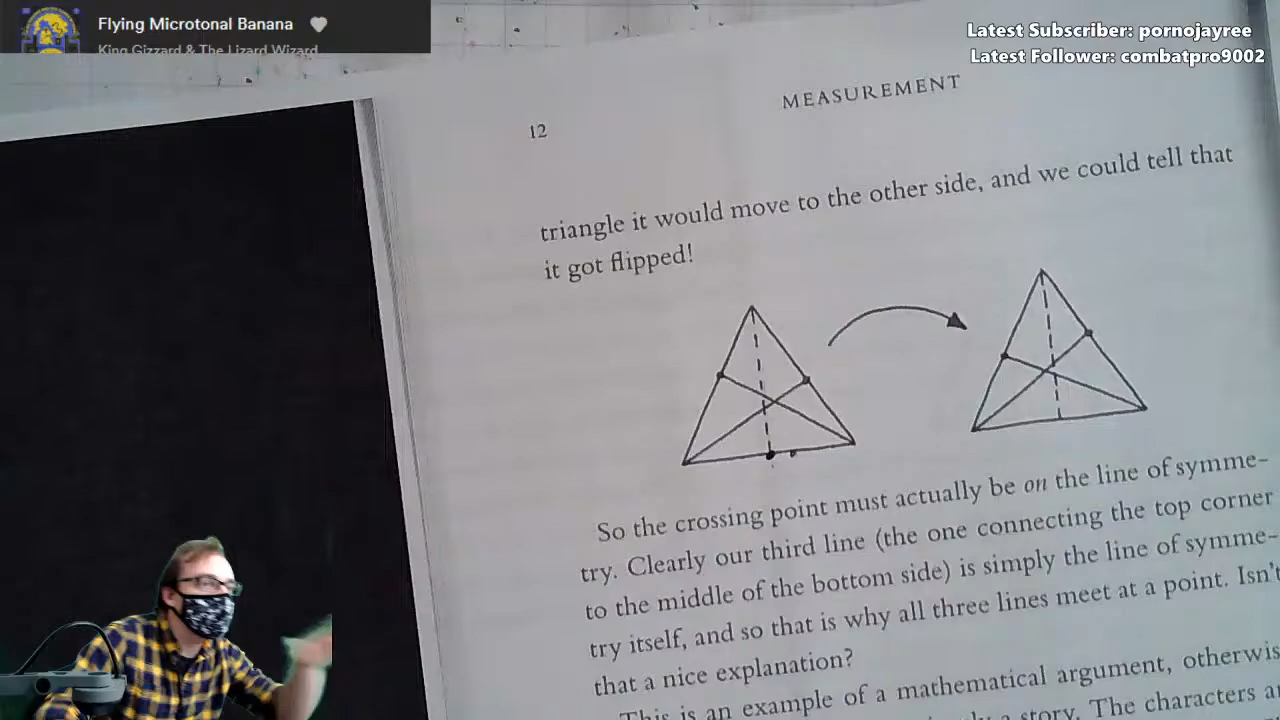 Flying Microtonal Banana
King Gizzard & The Lizard Wizard
Latest Subscriber: pornojayree
Latest Follower: combatpro9002
12
MEASUREMENT
triangle it would move to the other side, and we could tell that
it got flipped!
So the crossing point must actually be on the line of symme-
try. Clearly our third line (the one connecting the top corner
to the middle of the bottom side) is simply the line of symme-
try itself, and so that is why all three lines meet at a point. Isn't
that a nice explanation?
This is an example of a mathematical argument, otherwis
a story. The characters a